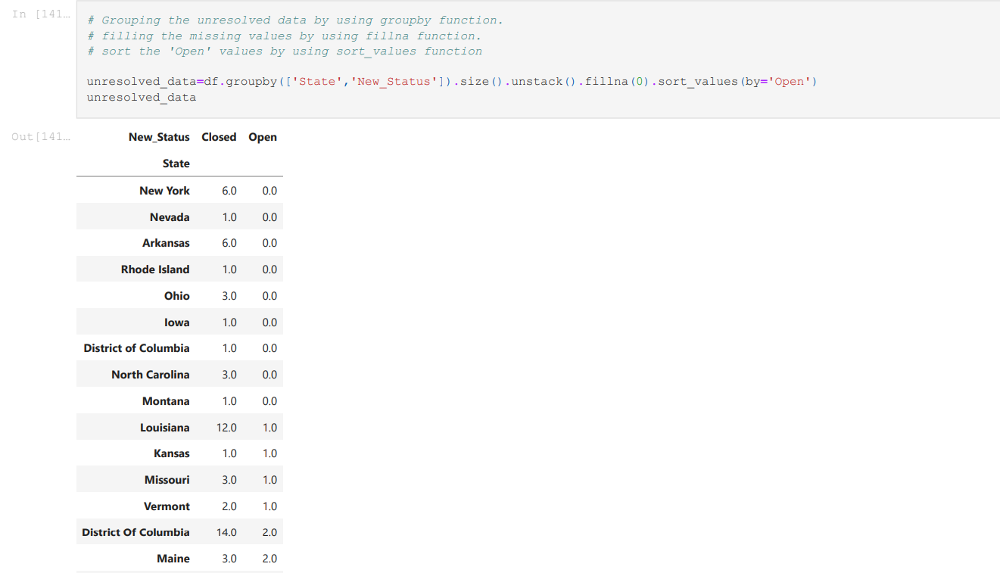 In [141…
# Grouping the unresolved data by using groupby function.
# filling the missing values by using fillna function.
# sort the 'Open' values by using sort_values function
unresolved_data=df.groupby(['State','New_Status']).size().unstack().fillna(0).sort_values(by='Open')
unresolved_data
Out[141…
New_Status Closed Open
State
New York 6.0 0.0
Nevada 1.0 0.0
Arkansas 6.0 0.0
Rhode Island 1.0 0.0
Ohio 3.0 0.0
Iowa 1.0 0.0
District of Columbia 1.0 0.0
North Carolina 3.0 0.0
Montana 1.0 0.0
Louisiana 12.0 1.0
Kansas 1.0 1.0
Missouri 3.0 1.0
Vermont 2.0 1.0
District Of Columbia 14.0 2.0
Maine 3.0 2.0